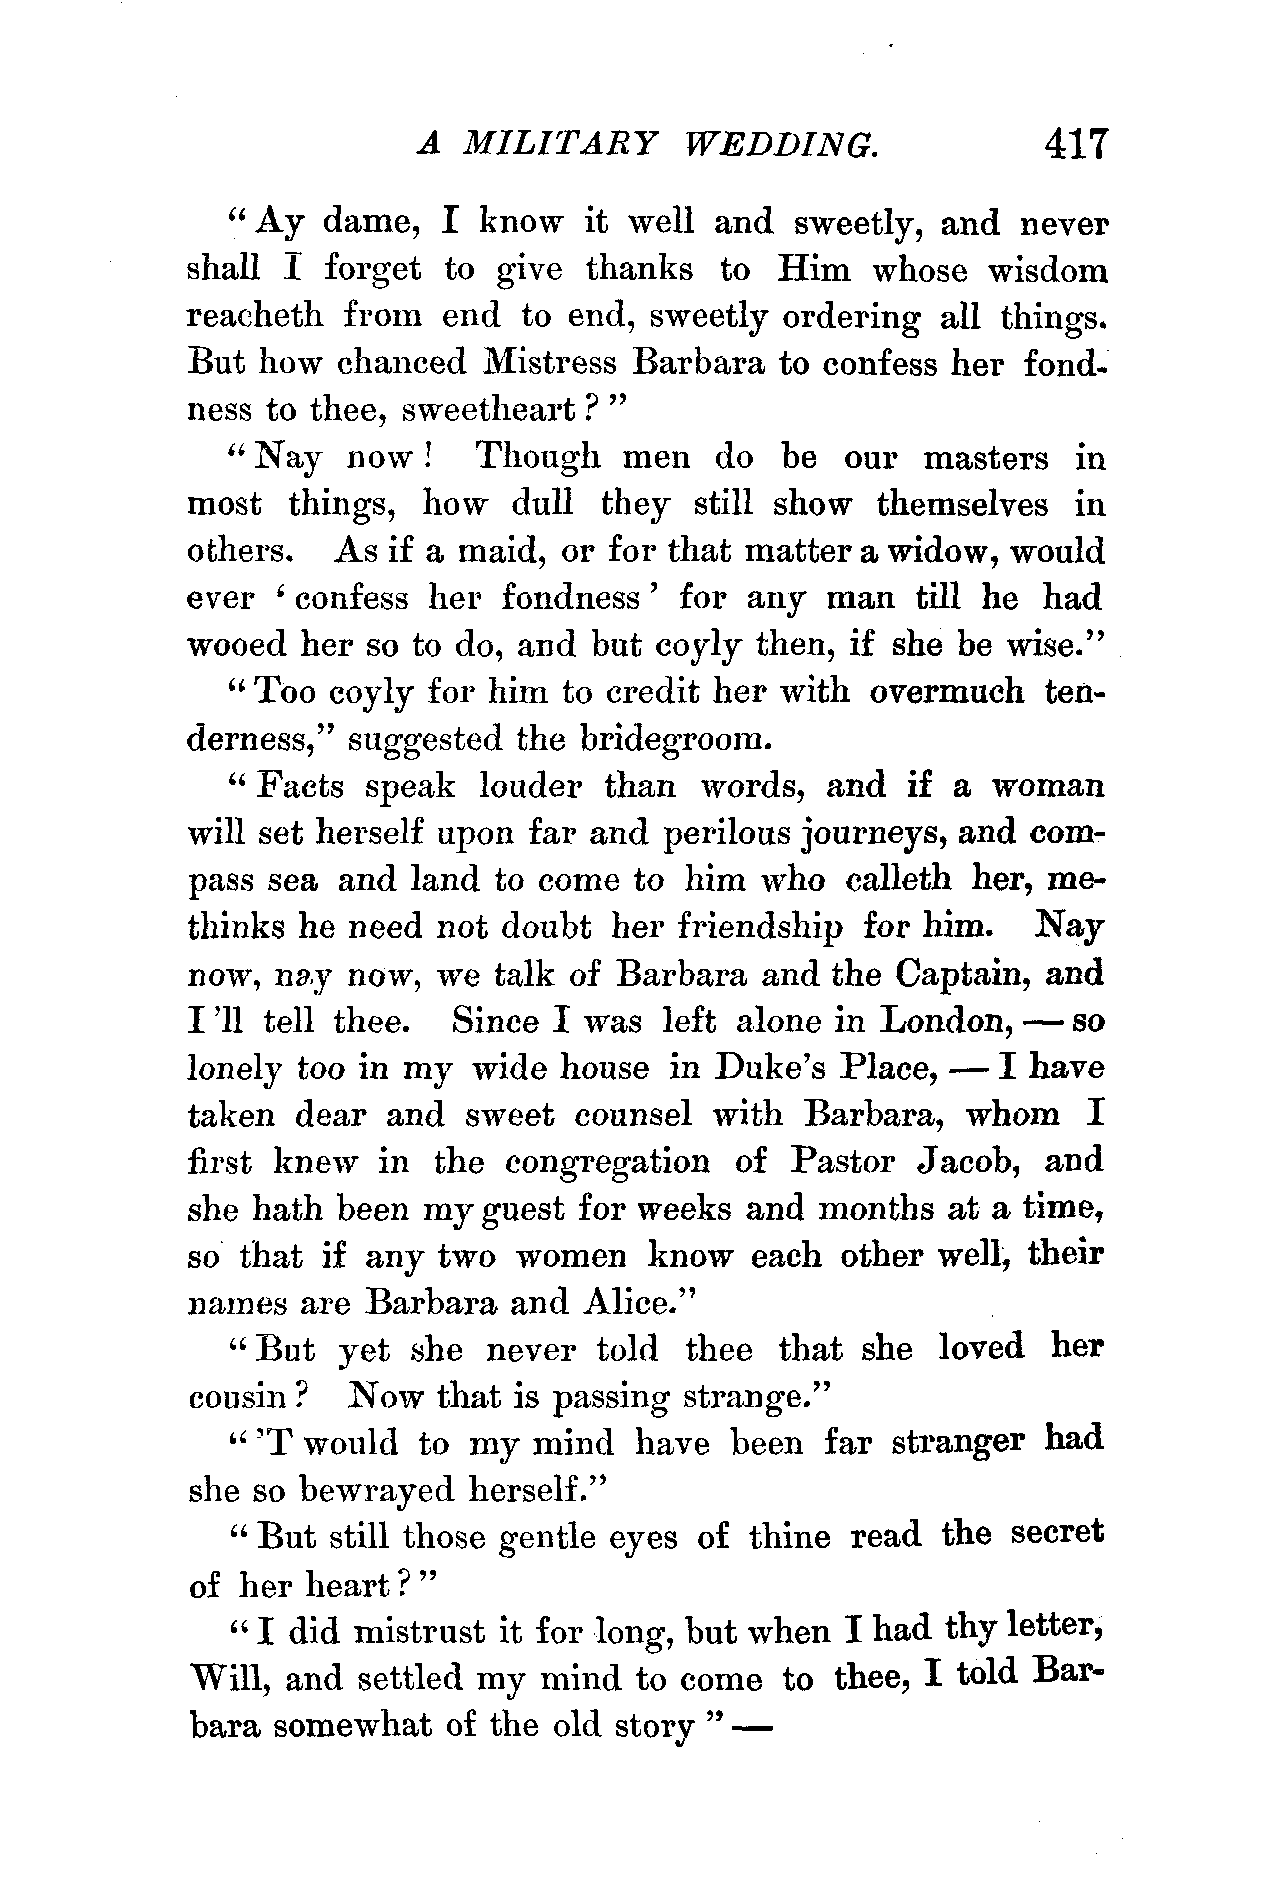 A MILITARY WEDDING. 417
“Ay dame, I know it well and sweetly, and never
shall I forget to give thanks to Him whose wisdom
reacheth from end to end, sweetly ordering all things.
But how chanced Mistress Barbara to confess her fond-
ness to thee, sweetheart?”
“Nay now! Though men do be our masters in
most things, how dull they still show themselves in
others. As if a maid, or for that matter a widow, would
ever ‘confess her fondness’ for any man till he had
wooed her so to do, and but coyly then, if she be wise.”
“Too coyly for him to credit her with overmuch ten-
derness,” suggested the bridegroom.
“Facts speak louder than words, and if a woman
will set herself upon far and perilous journeys, and com-
pass sea and land to come to him who calleth her, me-
thinks he need not doubt her friendship for him. Nay
now, nay now, we talk of Barbara and the Captain, and
I'll tell thee. Since I was left alone in London, — so
lonely too in my wide house in Duke's Place, — I have
taken dear and sweet counsel with Barbara, whom I
first knew in the congregation of Pastor Jacob, and
she hath been my guest for weeks and months at a time,
so that if any two women know each other well, their
names are Barbara and Alice.”
“But yet she never told thee that she loved her
cousin? Now that is passing strange.”
“'T would to my mind have been far stranger had
she so bewrayed herself.”
“But still those gentle eyes of thine read the secret
of her heart?”
“I did mistrust it for long, but when I had thy letter,
Will, and settled my mind to come to thee, I told Bar-
bara somewhat of the old story” —